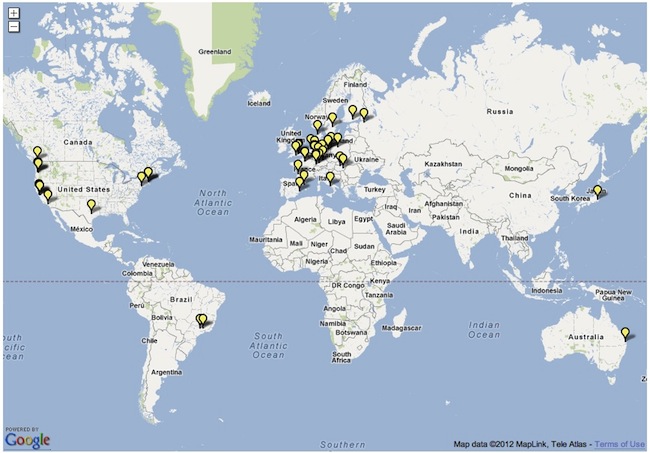 +
−
Greenland
Iceland
Finland
Sweden
Norway
Russia
Canada
United
Ukraine
Kazakhstan
Mongolia
United States
North
Atlantic
Ocean
Turkey
China
South Korea
Afghanistan
Iraq
Iran
Pakistan
México
Algeria
Libya
Egypt
Saudi
Arabia
India
Mauritania
Mali
Niger
Chad
Sudan
Thailand
Nigeria
Ethiopia
Venezuela
Colombia
DR Congo
Kenya
Tanzania
Indonesia
Papua New
Guinea
Brazil
Perú
Bolivia
Angola
Namibia
Botswana
Madagascar
Indian
Ocean
Australia
Chile
South
Atlantic
Ocean
South
Africa
Argentina
Southern
POWERED BY
Google
Map data ©2012 MapLink, Tele Atlas - Terms of Use